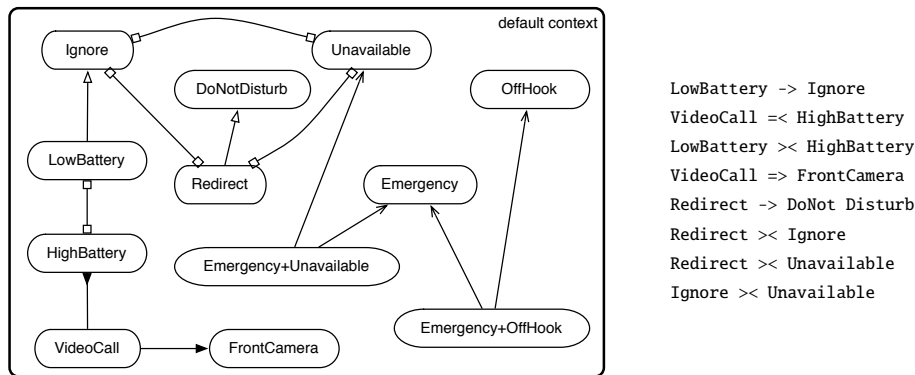 default context
Ignore
Unavailable
DoNotDisturb
OffHook
LowBattery
Redirect
Emergency
HighBattery
Emergency+Unavailable
Emergency+OffHook
VideoCall
FrontCamera
LowBattery -> Ignore
VideoCall =< HighBattery
LowBattery >< HighBattery
VideoCall => FrontCamera
Redirect -> DoNot Disturb
Redirect >< Ignore
Redirect >< Unavailable
Ignore >< Unavailable